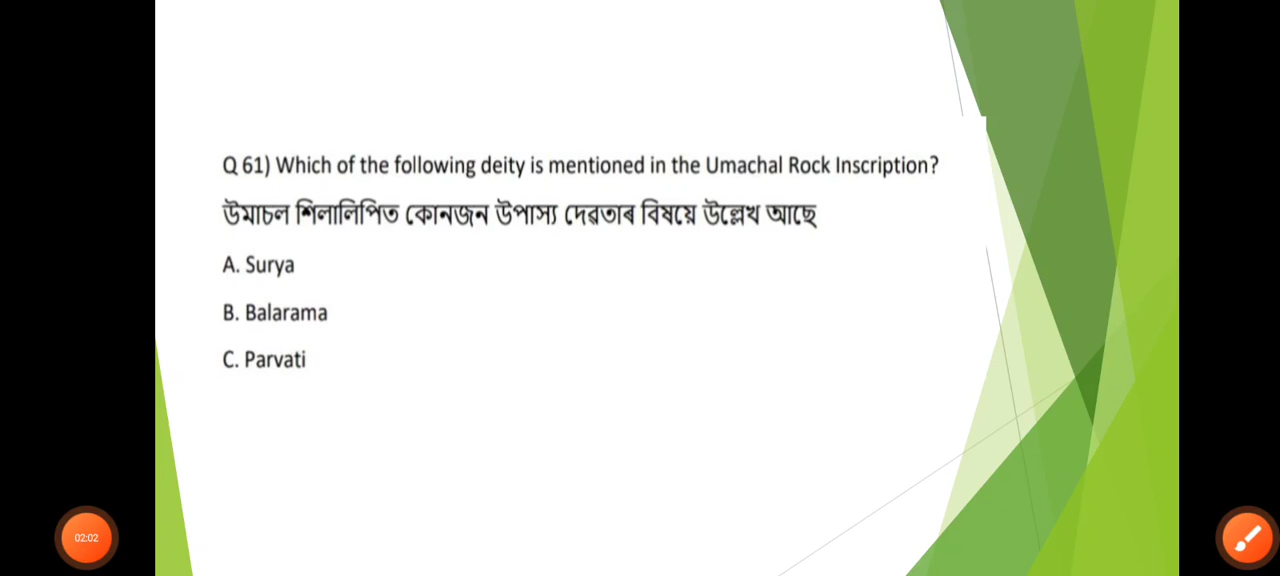 Q 61) Which of the following deity is mentioned in the Umachal Rock Inscription?
উমাচল শিলালিপিত কোনজন উপাস্য দেৱতাৰ বিষয়ে উল্লেখ আছে
A. Surya
B. Balarama
C. Parvati
02:02